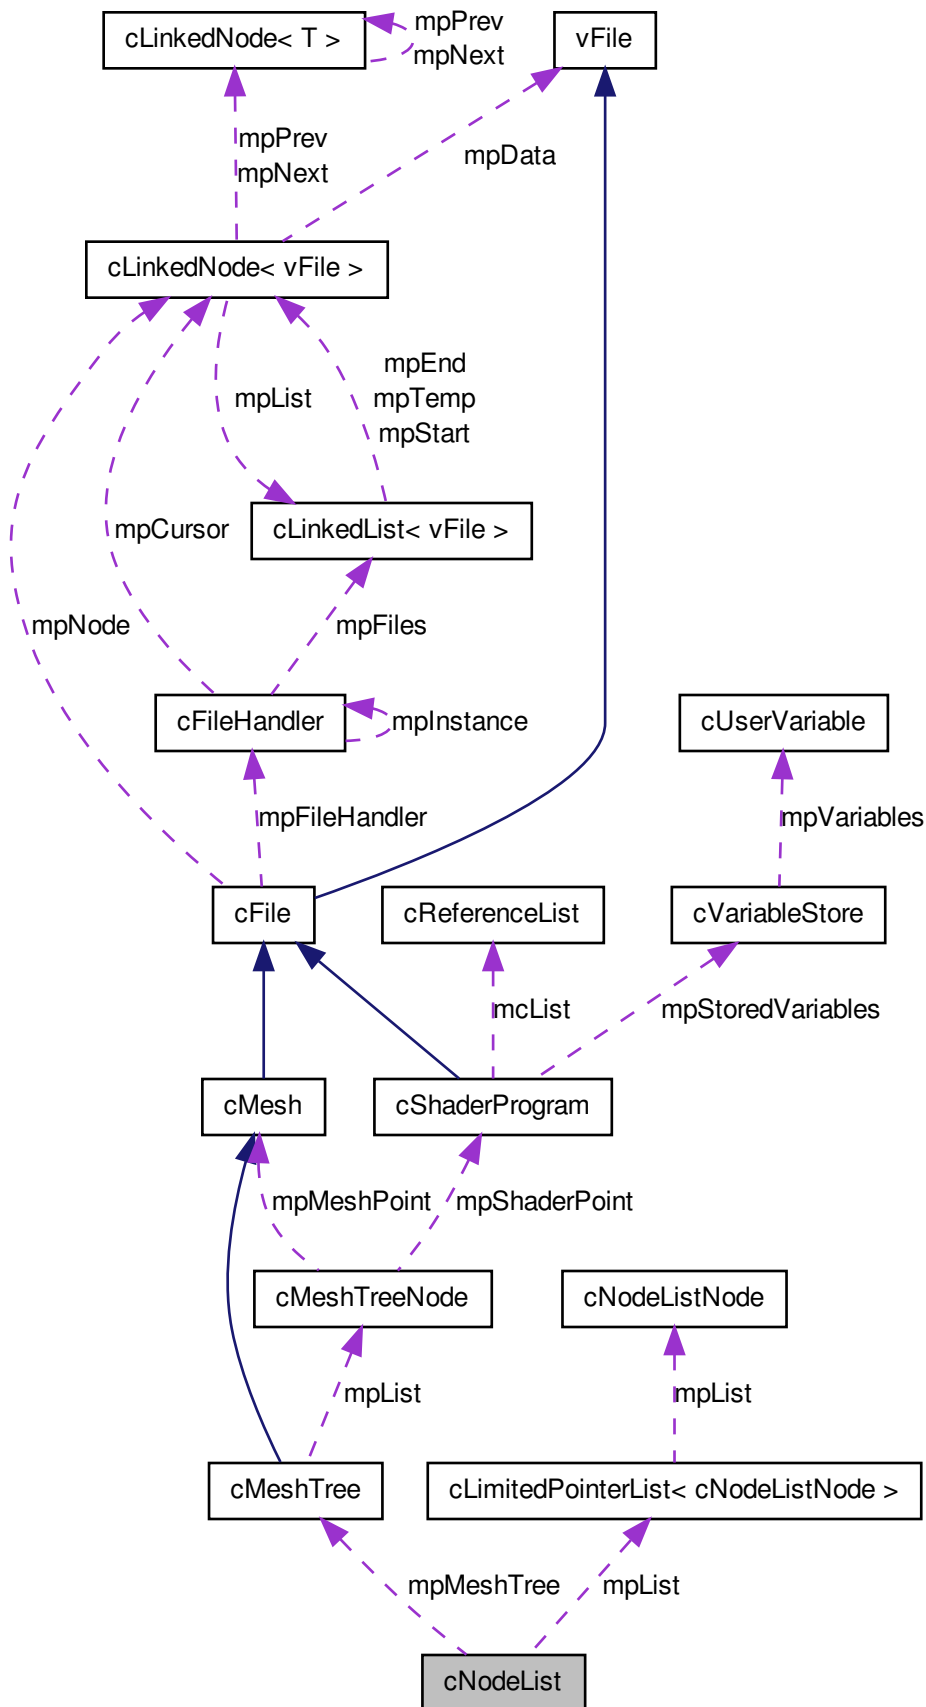 cLinkedNode< T >
mpPrev
mpNext
vFile
mpPrev
mpNext
mpData
cLinkedNode< vFile >
mpEnd
mpTemp
mpStart
mpList
cLinkedList< vFile >
mpCursor
mpNode
mpFiles
cFileHandler
mpInstance
cUserVariable
mpFileHandler
mpVariables
cFile
cReferenceList
cVariableStore
mcList
mpStoredVariables
cMesh
cShaderProgram
mpMeshPoint
mpShaderPoint
cMeshTreeNode
cNodeListNode
mpList
mpList
cMeshTree
cLimitedPointerList< cNodeListNode >
mpMeshTree
mpList
cNodeList